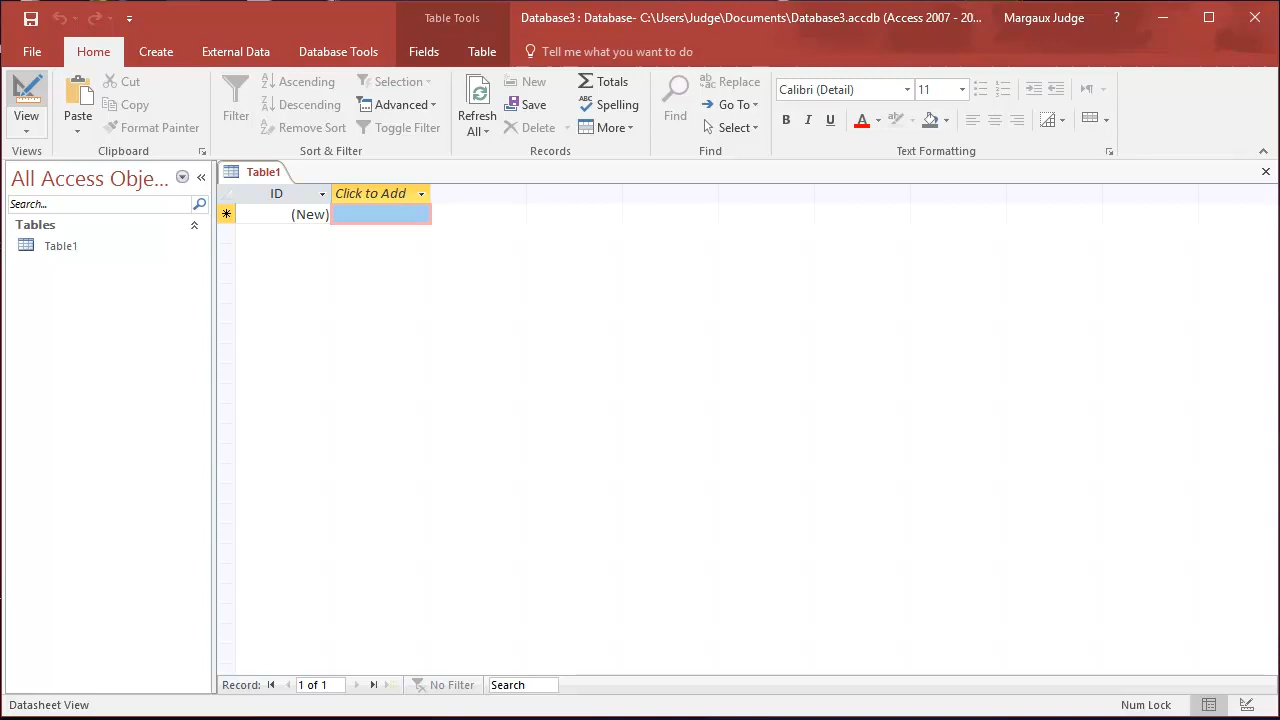 Table Tools
Database3 : Database- C:\Users\Judge\Documents\Database3.accdb (Access 2007 - 20...
Margaux Judge
?
File Home Create External Data Database Tools Fields Table Tell me what you want to do
View
Views
Paste
Cut
Copy
Format Painter
Clipboard
Filter
Ascending
Descending
Remove Sort
Selection
Advanced
Toggle Filter
Sort & Filter
Refresh
All
New
Save
Delete
Totals
Spelling
More
Records
Find
Replace
Go To
Select
Find
Calibri (Detail)
11
B I U A
Text Formatting
All Access Obje...
Search...
Tables
Table1
Table1
ID Click to Add
(New)
Record: 1 of 1 No Filter Search
Datasheet View
Num Lock